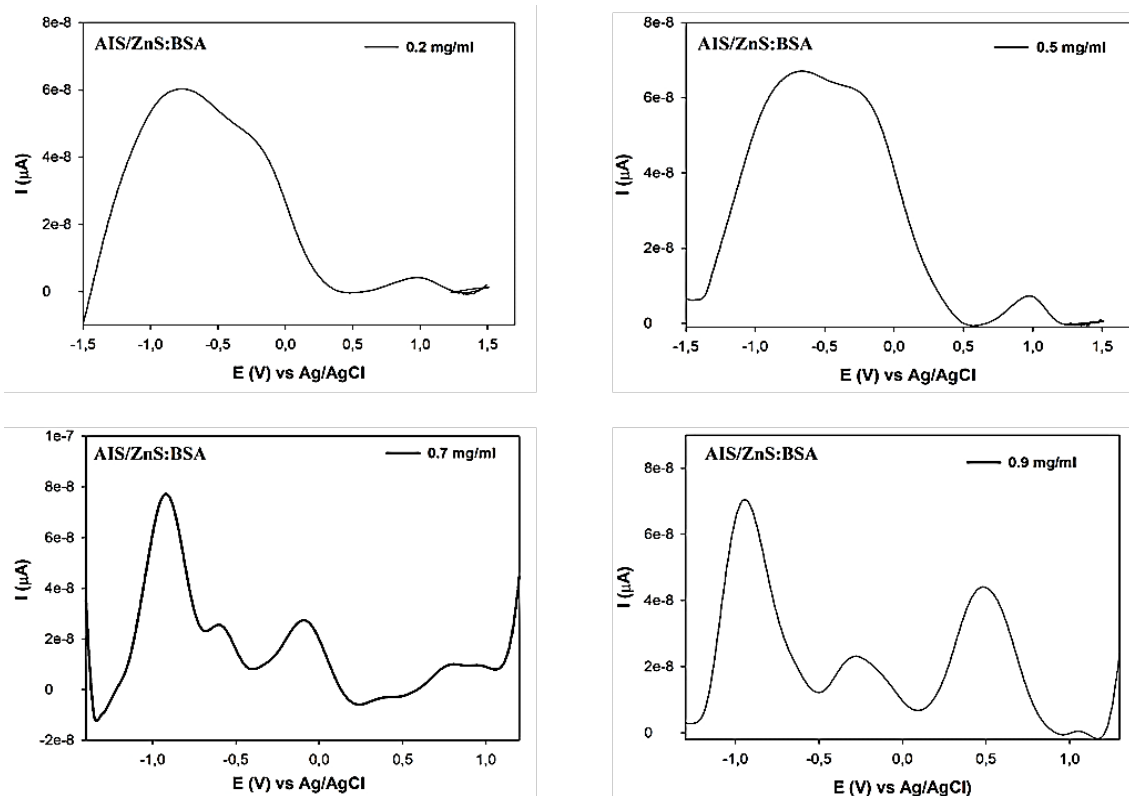 AIS/ZnS:BSA
0.2 mg/ml
8e-8
6e-8
4e-8
2e-8
0
I (µA)
-1,5 -1,0 -0,5 0,0 0,5 1,0 1,5
E (V) vs Ag/AgCl
AIS/ZnS:BSA
0.5 mg/ml
8e-8
6e-8
4e-8
2e-8
0
I (µA)
-1,5 -1,0 -0,5 0,0 0,5 1,0 1,5
E (V) vs Ag/AgCl
AIS/ZnS:BSA
0.7 mg/ml
1e-7
8e-8
6e-8
4e-8
2e-8
0
-2e-8
I (µA)
-1,0 -0,5 0,0 0,5 1,0
E (V) vs Ag/AgCl
AIS/ZnS:BSA
0.9 mg/ml
8e-8
6e-8
4e-8
2e-8
0
I (µA)
-1,0 -0,5 0,0 0,5 1,0
E (V) vs Ag/AgCl)